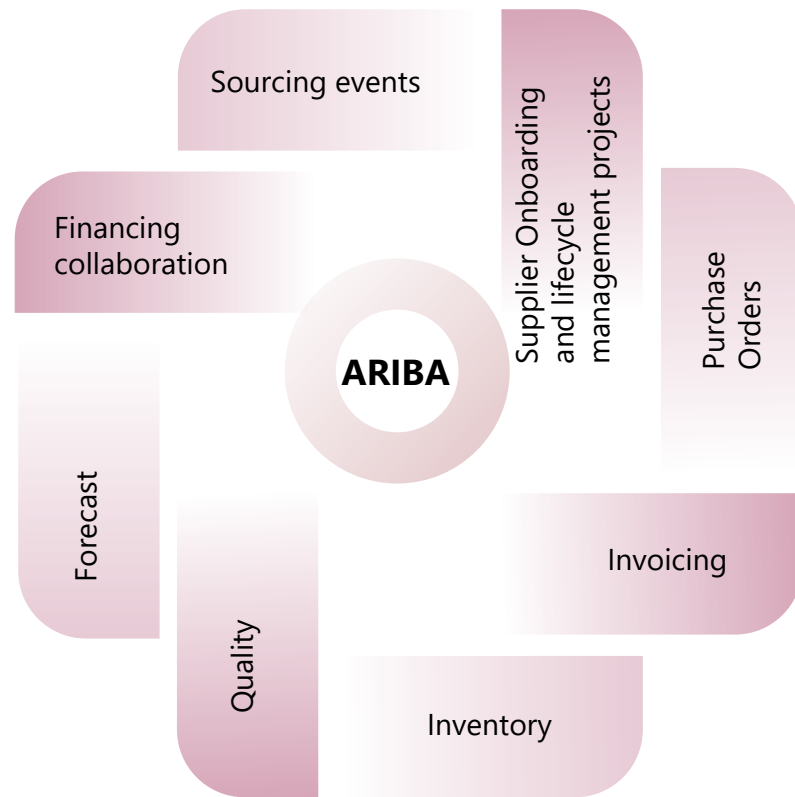 Sourcing events
Supplier Onboarding
and lifecycle
management projects
Financing
collaboration
Purchase
Orders
ARIBA
Forecast
Invoicing
Quality
Inventory